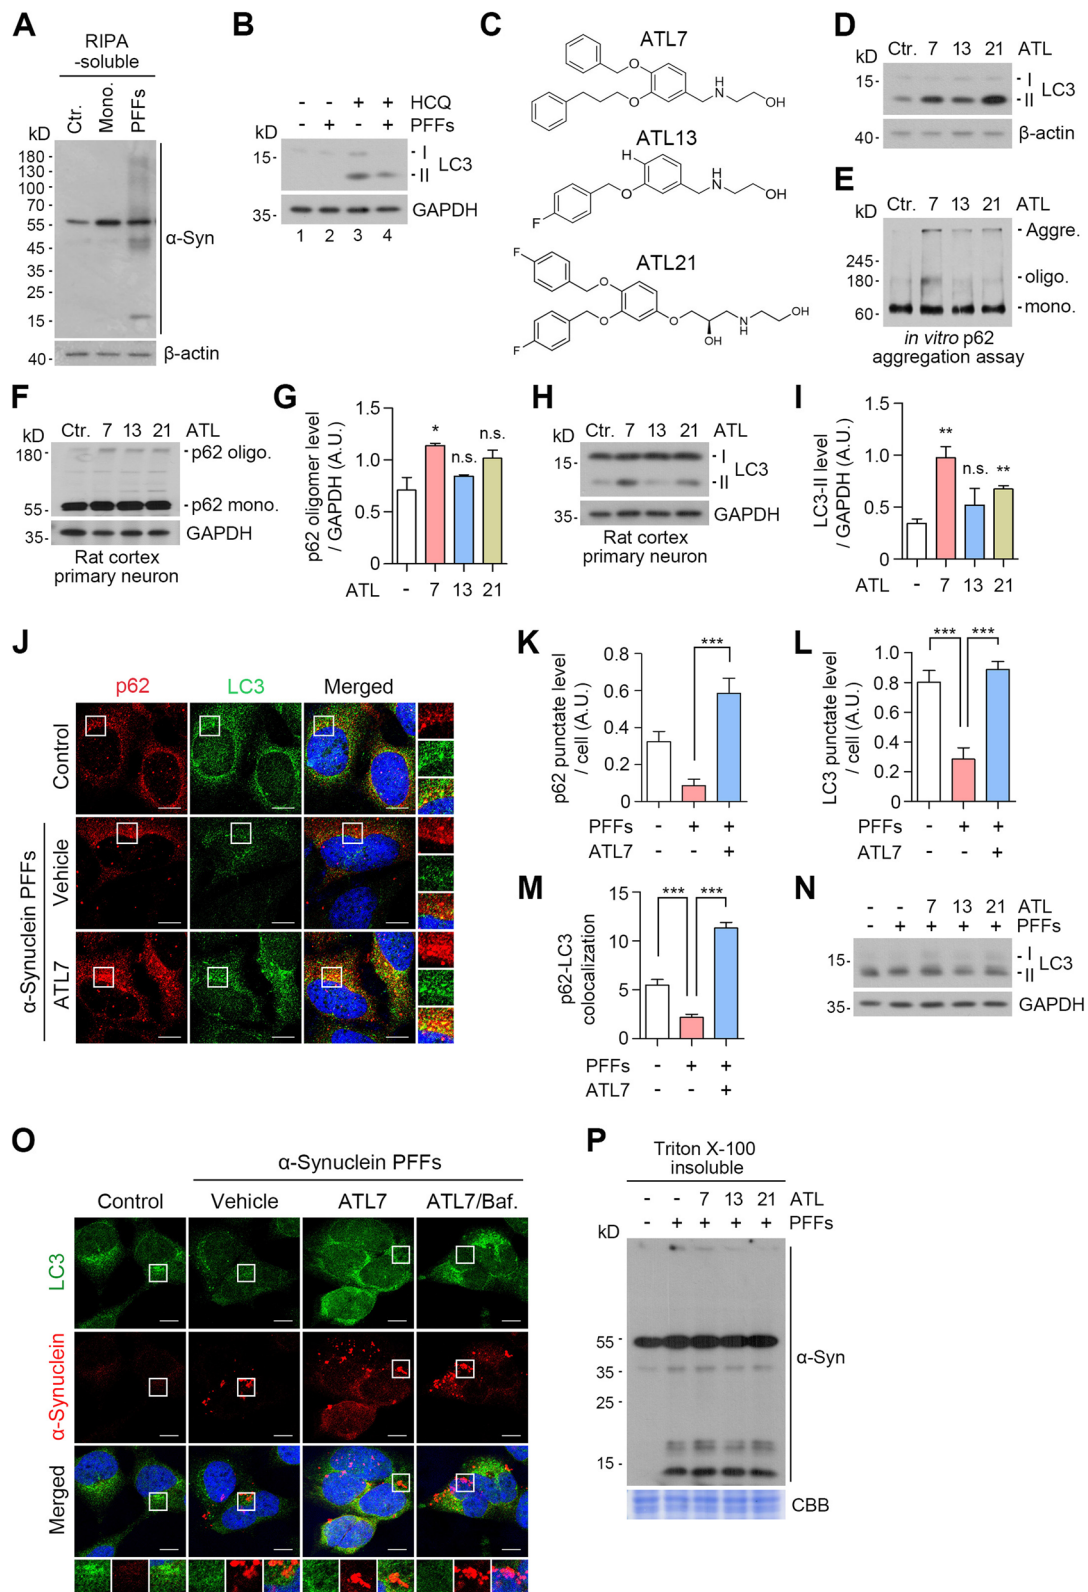 A
RIPA
-soluble
Ctr.
Mono.
PFFs
kD
180
130
100
70
55
45
35
25
15
α-Syn
40
β-actin
B
- - + + HCQ
- + - + PFFs
kD
15
I
II
LC3
35
GAPDH
1 2 3 4
C
ATL7
O
O
H
N
OH
ATL13
H
O
F
H
N
OH
ATL21
F
O
F
O
O
OH
N
H
OH
D
kD Ctr. 7 13 21 ATL
15
I
II
LC3
40
β-actin
E
Ctr. 7 13 21 ATL
kD
Aggre.
245
180
oligo.
60
mono.
in vitro p62
aggregation assay
F
kD Ctr. 7 13 21 ATL
180
p62 oligo.
55
p62 mono.
35
GAPDH
Rat cortex
primary neuron
G
p62 oligomer level
/ GAPDH (A.U.)
1.5
1.0
0.5
0
*
n.s.
n.s.
ATL - 7 13 21
H
kD Ctr. 7 13 21 ATL
15
I
II
LC3
35
GAPDH
Rat cortex
primary neuron
I
LC3-II level
/ GAPDH (A.U.)
1.5
1.0
0.5
0
**
n.s.
**
ATL - 7 13 21
J
p62 LC3 Merged
Control
α-Synuclein PFFs
Vehicle
ATL7
K
p62 punctate level
/ cell (A.U.)
0.8
0.6
0.4
0.2
0
***
PFFs - + +
ATL7 - - +
L
LC3 punctate level
/ cell (A.U.)
1.0
0.8
0.6
0.4
0.2
0
*** ***
PFFs - + +
ATL7 - - +
M
p62-LC3
colocalization
15
10
5
0
*** ***
PFFs - + +
ATL7 - - +
N
- - 7 13 21 ATL
- + + + + PFFs
15
I
II
LC3
35
GAPDH
O
α-Synuclein PFFs
Control Vehicle ATL7 ATL7/Baf.
LC3
α-Synuclein
Merged
P
Triton X-100
insoluble
- - 7 13 21 ATL
- + + + + PFFs
kD
55
35
25
15
α-Syn
CBB